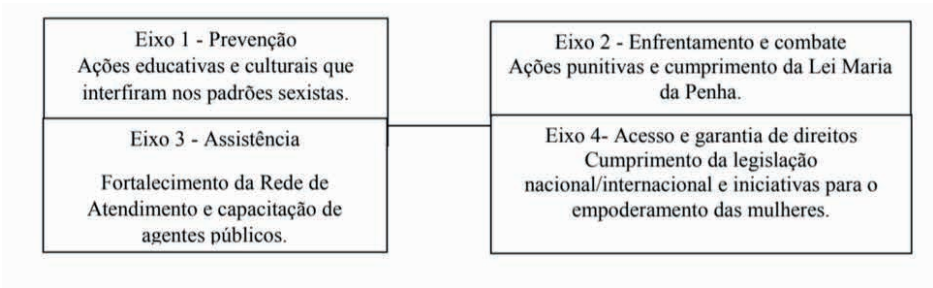 Eixo 1 - Prevenção
Ações educativas e culturais que
interfiram nos padrões sexistas.
Eixo 2 - Enfrentamento e combate
Ações punitivas e cumprimento da Lei Maria
da Penha.
Eixo 3 - Assistência
Fortalecimento da Rede de
Atendimento e capacitação de
agentes públicos.
Eixo 4- Acesso e garantia de direitos
Cumprimento da legislação
nacional/internacional e iniciativas para o
empoderamento das mulheres.